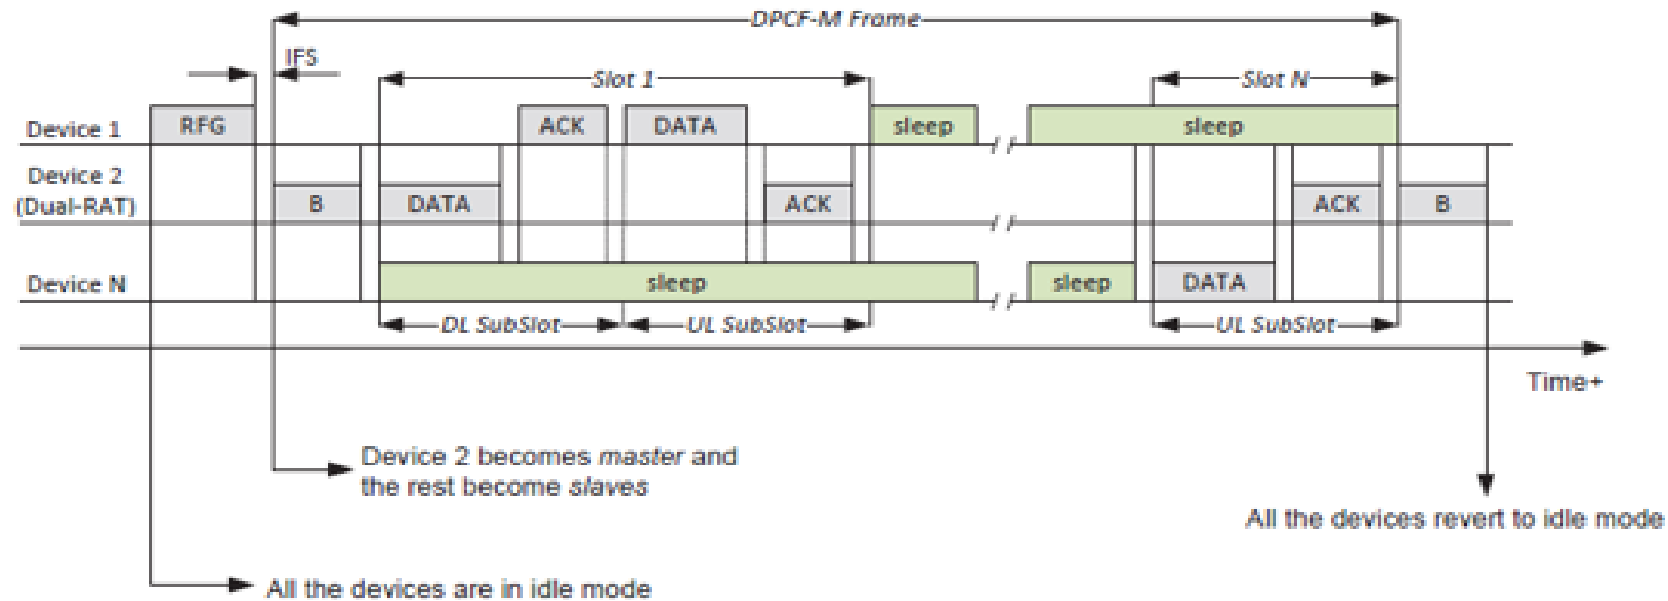 DPCF-M Frame
IFS
Slot 1
Slot N
Device 1
RFG
ACK
DATA
sleep
sleep
Device 2
(Dual-RAT)
B
DATA
ACK
ACK
B
Device N
sleep
sleep
DATA
DL SubSlot
UL SubSlot
UL SubSlot
Time+
Device 2 becomes master and
the rest become slaves
All the devices revert to idle mode
All the devices are in idle mode